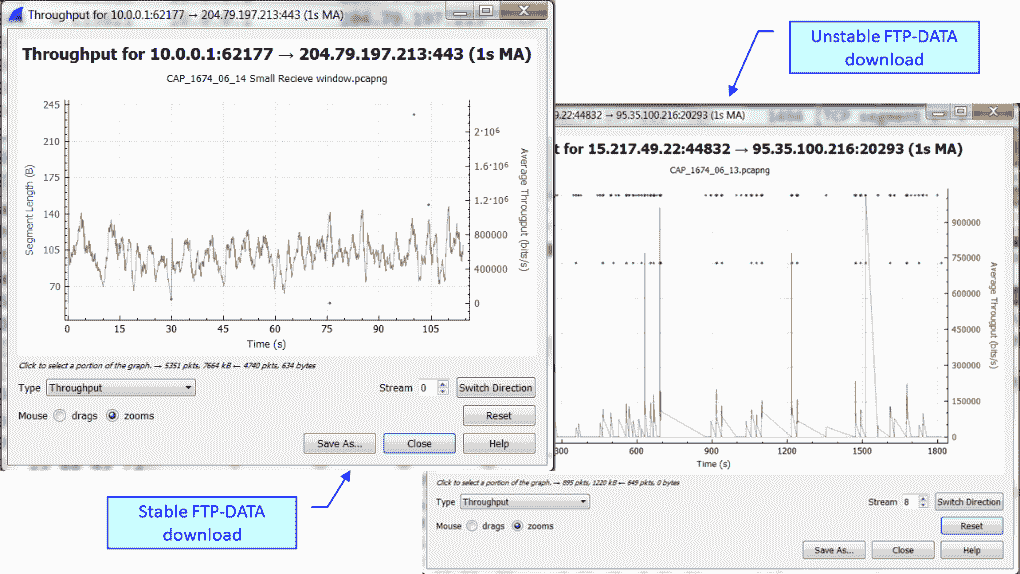 Throughput for 10.0.0.1:62177 → 204.79.197.213:443 (1s MA)
Throughput for 10.0.0.1:62177 → 204.79.197.213:443 (1s MA)
CAP_1674_06_14 Small Recieve window.pcapng
245
210
175
140
105
70
Segment Length (B)
2·10⁶
1.6·10⁶
1.2·10⁶
800000
400000
0
Average Througput (bits/s)
0 15 30 45 60 75 90 105
Time (s)
Click to select a portion of the graph. → 5351 pkts, 7664 kB ← 4740 pkts, 634 bytes
Type Throughput Stream 0 Switch Direction
Mouse drags zooms Reset
Save As... Close Help
Stable FTP-DATA
download
Unstable FTP-DATA
download
9.22:44832 → 95.35.100.216:20293 (1s MA)
t for 15.217.49.22:44832 → 95.35.100.216:20293 (1s MA)
CAP_1674_06_13.pcapng
900000
750000
600000
450000
300000
150000
0
Average Througput (bits/s)
300 600 900 1200 1500 1800
Time (s)
Click to select a portion of the graph. → 895 pkts, 1220 kB ← 649 pkts, 0 bytes
Type Throughput Stream 8 Switch Direction
Mouse drags zooms Reset
Save As... Close Help